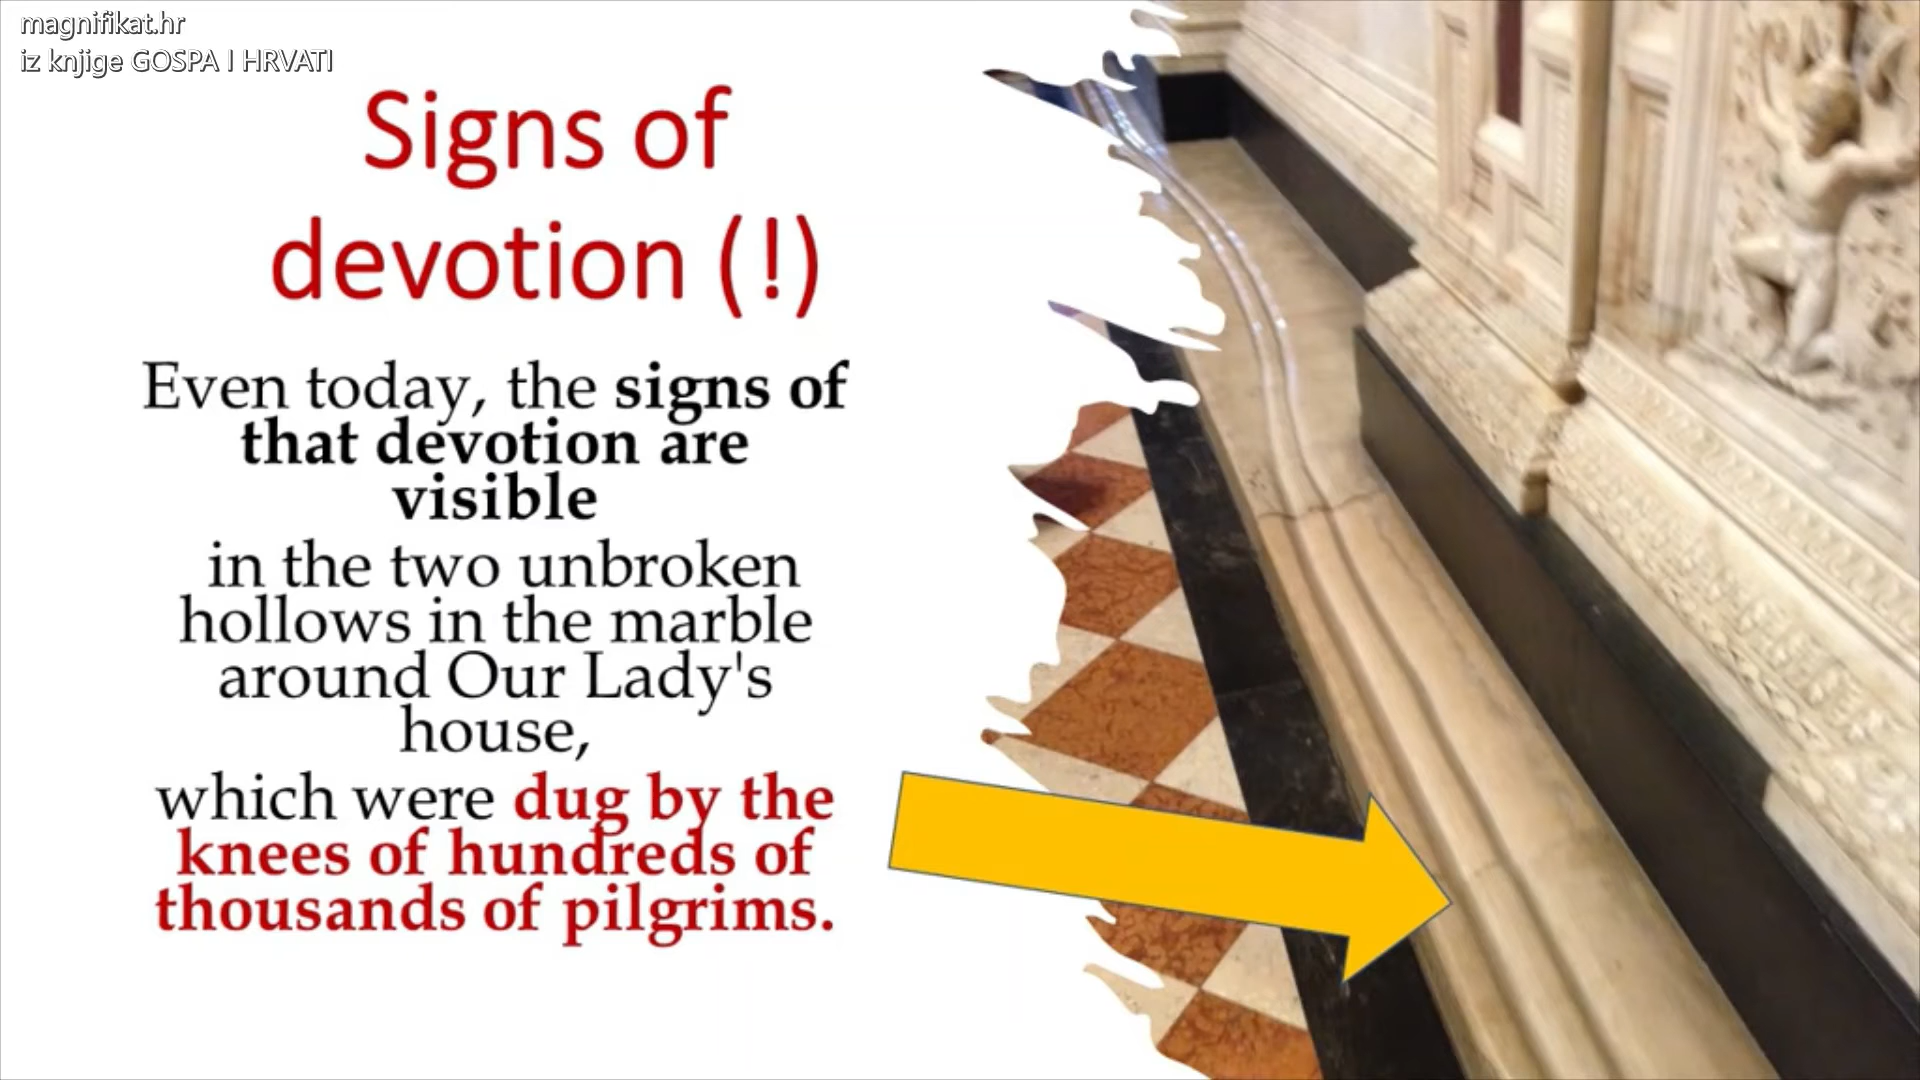 magnifikat.hr
iz knjige GOSPA I HRVATI
Signs of
devotion (!)
Even today, the signs of
that devotion are
visible
in the two unbroken
hollows in the marble
around Our Lady's
house,
which were dug by the
knees of hundreds of
thousands of pilgrims.